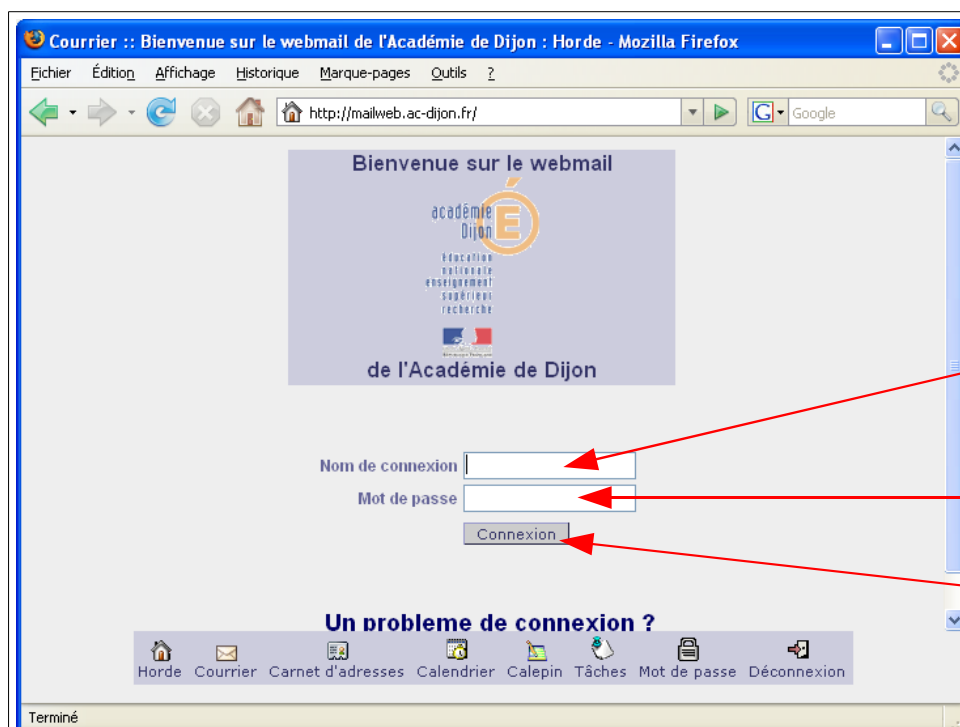 Courrier :: Bienvenue sur le webmail de l'Académie de Dijon : Horde - Mozilla Firefox
Fichier Édition Affichage Historique Marque-pages Outils ?
http://mailweb.ac-dijon.fr/ G Google
Bienvenue sur le webmail
académie
Dijon
É
éducation
nationale
enseignement
supérieur
recherche
de l'Académie de Dijon
Nom de connexion
Mot de passe
Connexion
Un probleme de connexion ?
Horde Courrier Carnet d'adresses Calendrier Calepin Tâches Mot de passe Déconnexion
Terminé